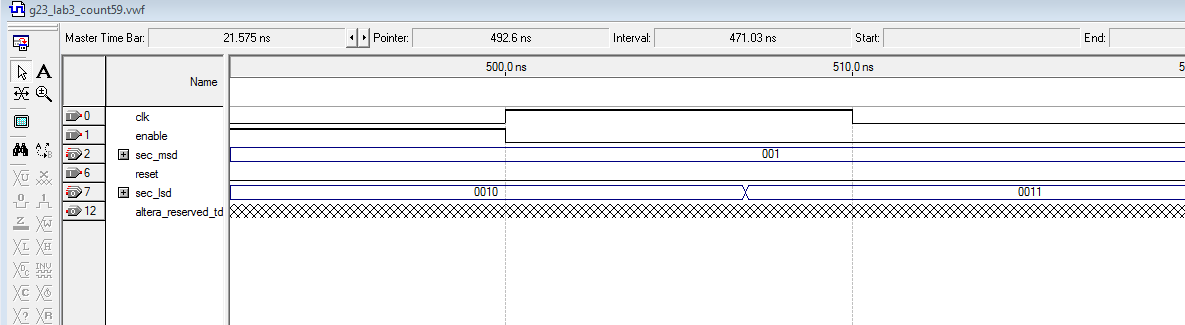 g23_lab3_count59.vwf
Master Time Bar: 21.575 ns Pointer: 492.6 ns Interval: 471.03 ns Start: End:
Name 500,0 ns 510,0 ns 5
0 clk
1 enable
2 sec_msd 001
6 reset
7 sec_lsd 0010 0011
12 altera_reserved_td